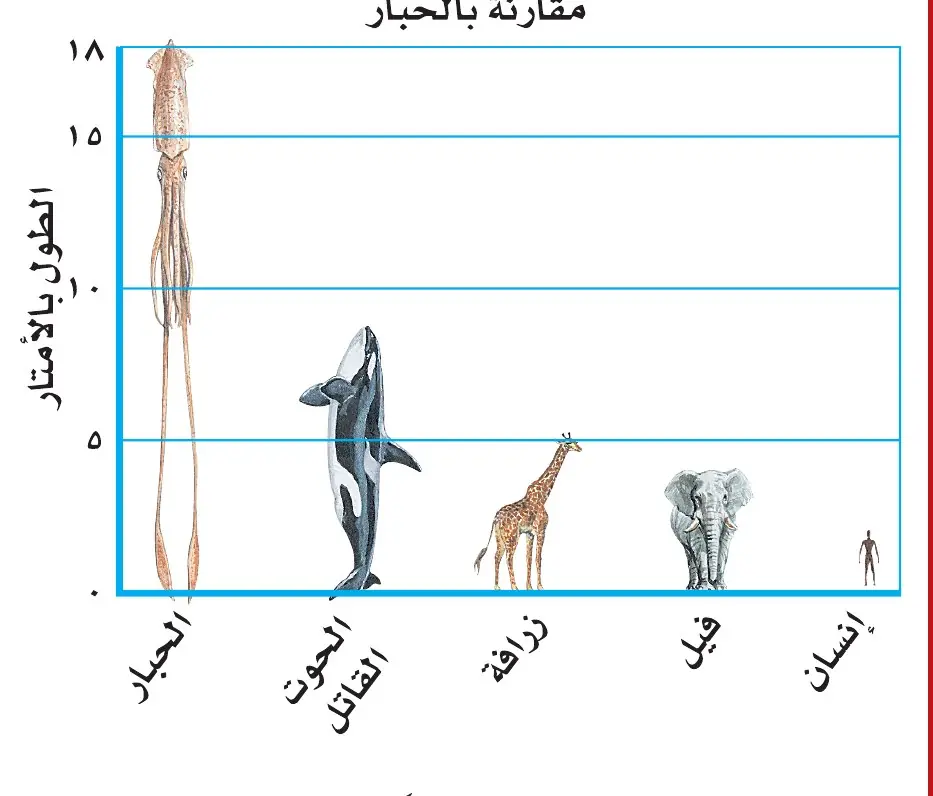 مقارنة بالحبار
الطول بالأمتار
١٨
١٥
١٠
٥
٠
الحبار
الحوت
القاتل
زرافة
فيل
إنسان